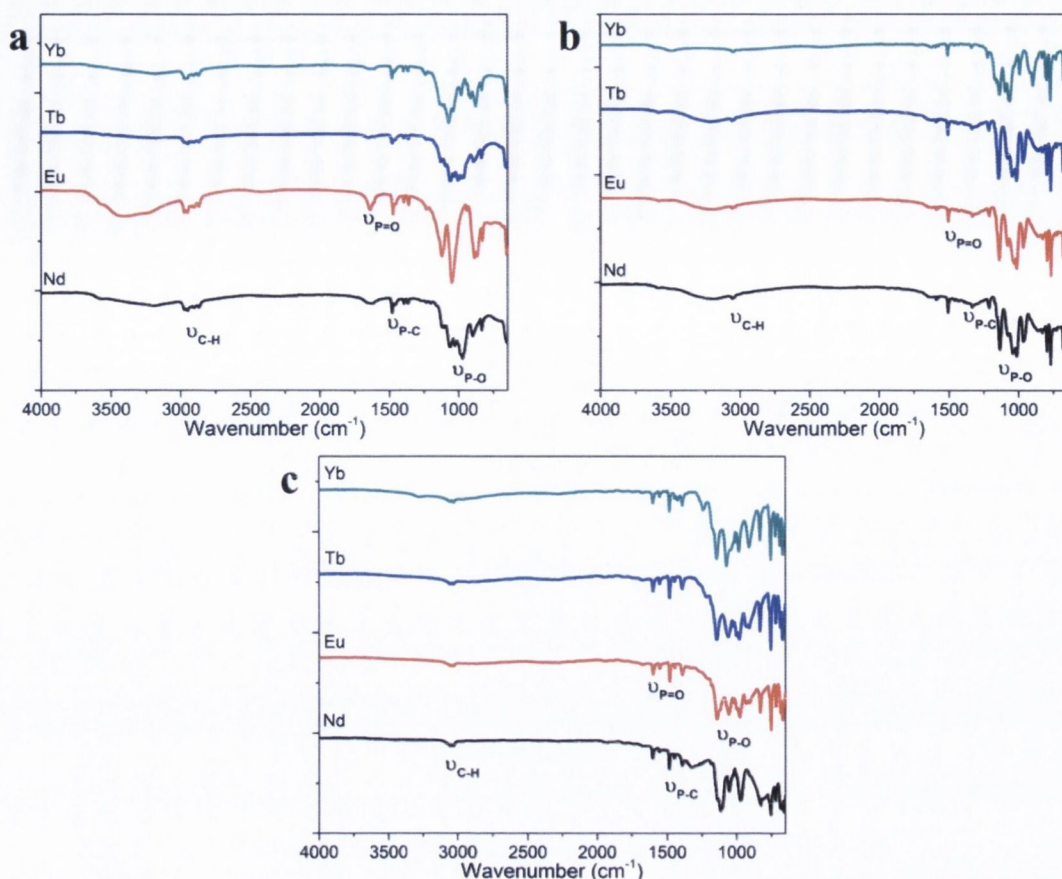 a
Yb
Tb
Eu
υP=O
Nd
υC-H
υP-C
υP-O
4000 3500 3000 2500 2000 1500 1000
Wavenumber (cm-1)
b
Yb
Tb
Eu
υP=O
Nd
υC-H
υP-C
υP-O
4000 3500 3000 2500 2000 1500 1000
Wavenumber (cm-1)
c
Yb
Tb
Eu
υP=O
υP-O
Nd
υC-H
υP-C
4000 3500 3000 2500 2000 1500 1000
Wavenumber (cm-1)